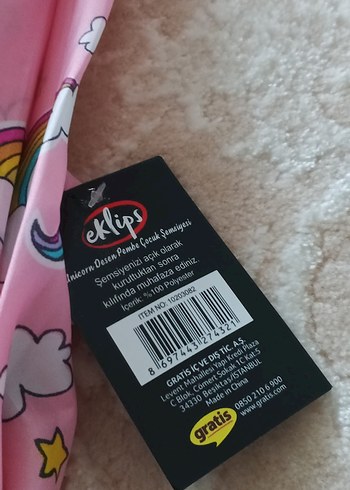 eklips
Unicorn Desen Pembe Çocuk Şemsiyesi
Şemsiyenizi açık olarak
kuruttuktan sonra
kılıfında muhafaza ediniz.
İçerik: %100 Polyester
ITEM NO: 10203082
8 697443 274321
GRATİS İÇ VE DIŞ TİC. A.Ş.
Levent Mahallesi Yapı Kredi Plaza
C Blok, Cömert Sokak 1C Kat.5
34330 Beşiktaş/İSTANBUL
Made in China
gratis
0850 210 6 900
www.gratis.com